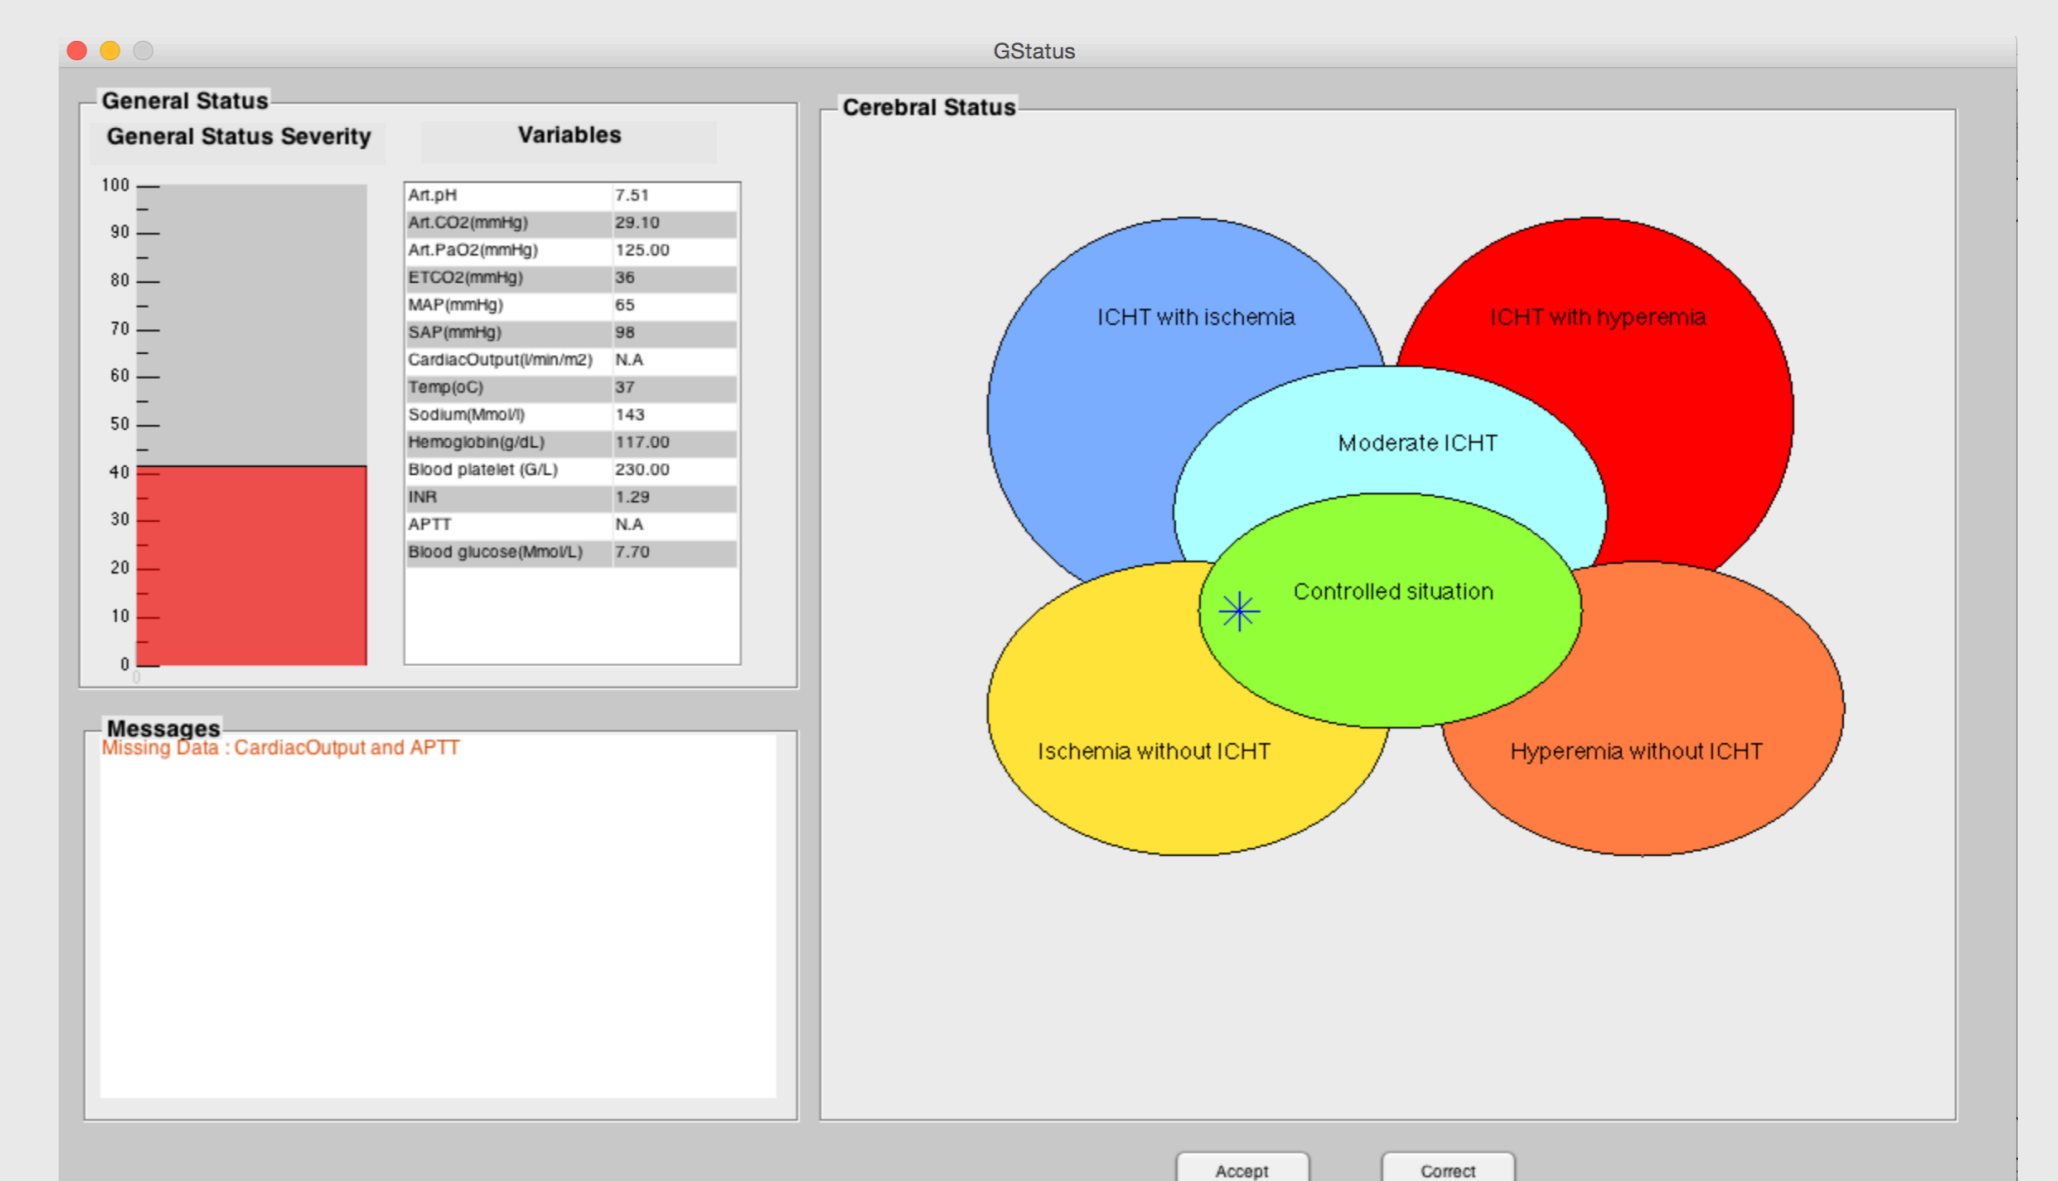 GStatus
General Status
General Status Severity
Variables
100
90
80
70
60
50
40
30
20
10
0
0
Art.pH 7.51
Art.CO2(mmHg) 29.10
Art.PaO2(mmHg) 125.00
ETCO2(mmHg) 36
MAP(mmHg) 65
SAP(mmHg) 98
CardiacOutput(l/min/m2) N.A
Temp(oC) 37
Sodium(Mmol/l) 143
Hemoglobin(g/dL) 117.00
Blood platelet (G/L) 230.00
INR 1.29
APTT N.A
Blood glucose(Mmol/L) 7.70
Messages
Missing Data : CardiacOutput and APTT
Cerebral Status
ICHT with ischemia
ICHT with hyperemia
Moderate ICHT
Controlled situation
Ischemia without ICHT
Hyperemia without ICHT
Accept
Correct